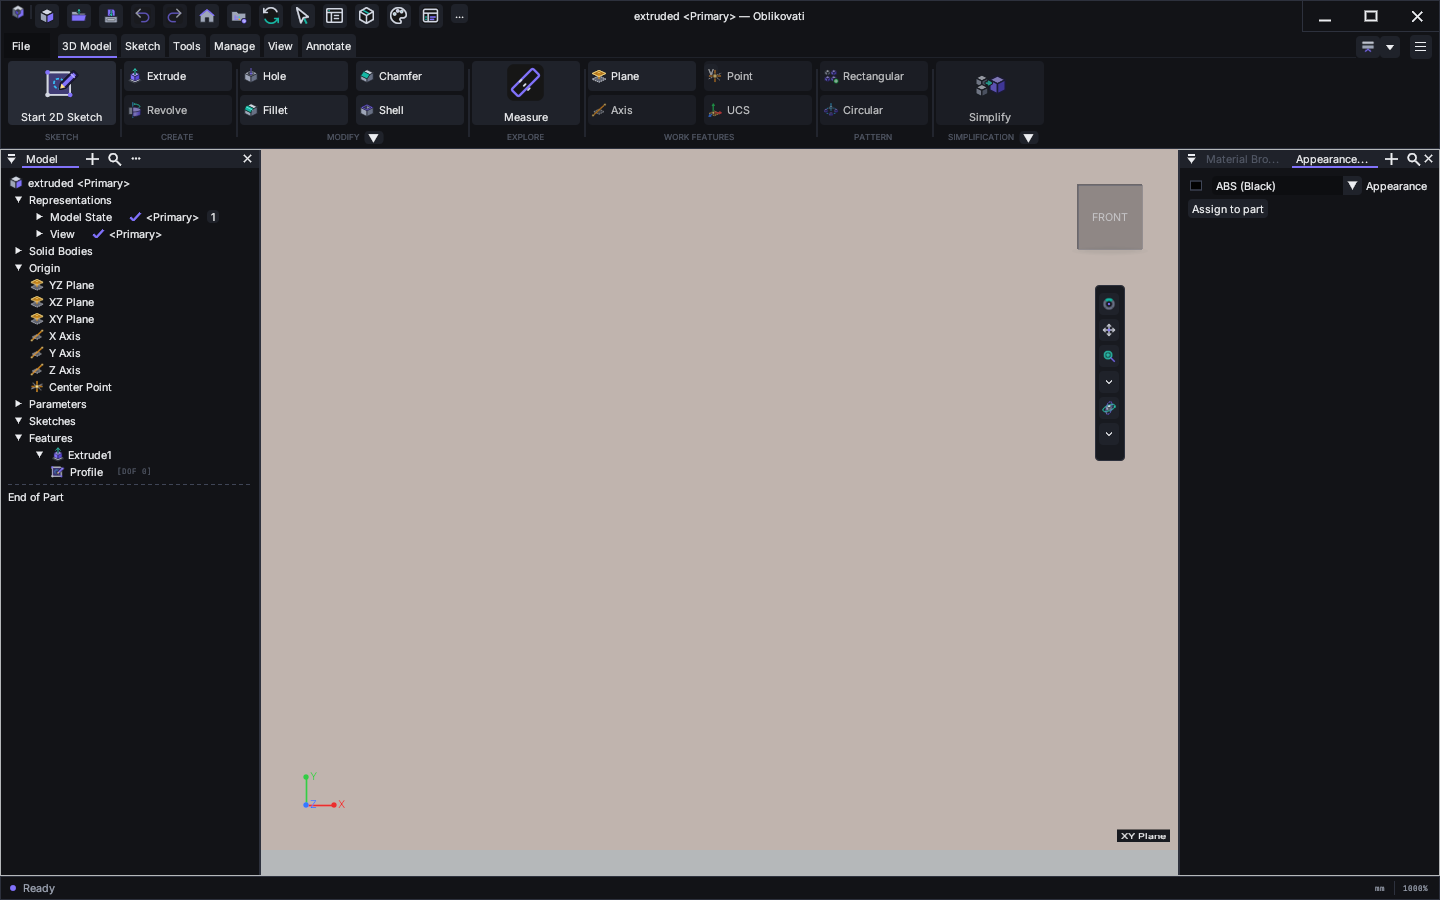 extruded <Primary> — Oblikovati
File
3D Model
Sketch
Tools
Manage
View
Annotate
Start 2D Sketch
Extrude
Revolve
Hole
Fillet
Chamfer
Shell
Measure
Plane
Axis
Point
UCS
Rectangular
Circular
Simplify
SKETCH
CREATE
MODIFY
EXPLORE
WORK FEATURES
PATTERN
SIMPLIFICATION
Model
extruded <Primary>
Representations
Model State <Primary> 1
View <Primary>
Solid Bodies
Origin
YZ Plane
XZ Plane
XY Plane
X Axis
Y Axis
Z Axis
Center Point
Parameters
Sketches
Features
Extrude1
Profile [DOF 0]
End of Part
FRONT
Y
Z X
XY Plane
Material Bro...
Appearance...
ABS (Black)
Appearance
Assign to part
Ready
mm
1000%